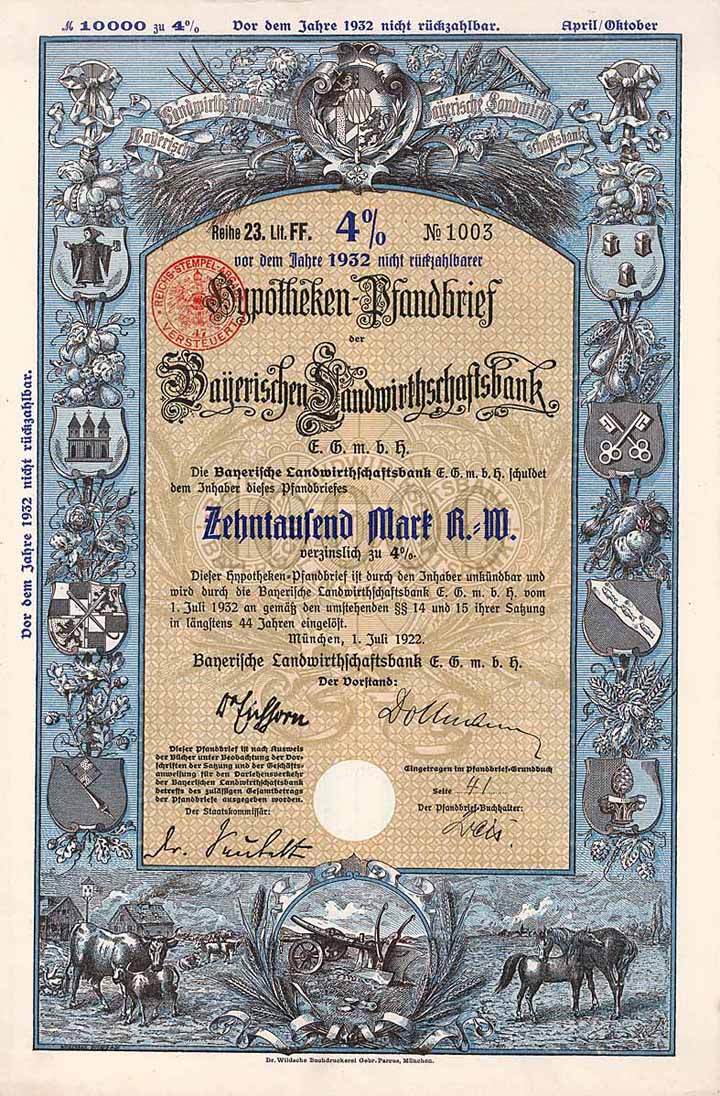 M 10000 zu 4% Vor dem Jahre 1932 nicht rückzahlbar. April/Oktober
Bayerische Landwirthschaftsbank Bayerische Landwirthschaftsbank
Reihe 23. Lit. FF. 4% № 1003
vor dem Jahre 1932 nicht rückzahlbarer
Hypotheken-Pfandbrief
der
Bayerischen Landwirthschaftsbank
E. G. m. b. H.
Die Bayerische Landwirthschaftsbank E. G. m. b. H. schuldet
dem Inhaber dieses Pfandbriefes
Zehntausend Mark R.-W.
verzinslich zu 4%.
Dieser Hypotheken-Pfandbrief ist durch den Inhaber unkündbar und
wird durch die Bayerische Landwirthschaftsbank E. G. m. b. H. vom
1. Juli 1932 an gemäß den umstehenden §§ 14 und 15 ihrer Satzung
in längstens 44 Jahren eingelöst.
München, 1. Juli 1922.
Bayerische Landwirthschaftsbank E. G. m. b. H.
Der Vorstand:
Dr Eichhorn Dollmann
Dieser Pfandbrief ist nach Ausweis
der Bücher unter Beobachtung der Vor-
schriften der Satzung und der Geschäfts-
anweisung für den Darlehensverkehr
der Bayerischen Landwirthschaftsbank
betreffs des zulässigen Gesamtbetrags
der Pfandbriefe ausgegeben worden.
Der Staatskommissär:
Dr.
Eingetragen im Pfandbrief-Grundbuch
Seite 41
Der Pfandbrief-Buchhalter:
Vor dem Jahre 1932 nicht rückzahlbar.
REICHS-STEMPEL-ABG.
17
VERSTEUERT
Dr. Wildsche Buchdruckerei Gebr. Parcus, München.